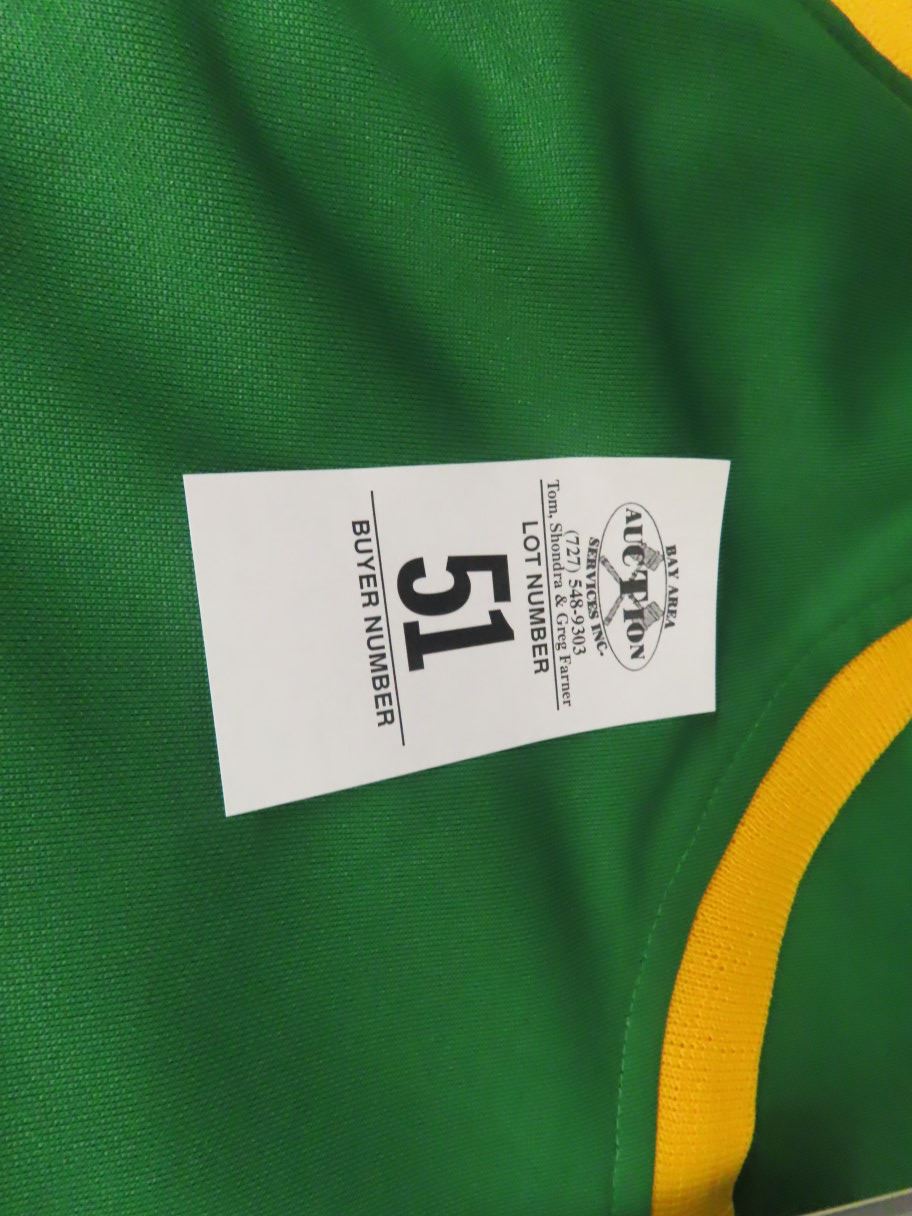 BAY AREA
AUCTION
SERVICES INC.
(727) 548-9303
Tom, Shondra & Greg Farner
LOT NUMBER
51
BUYER NUMBER